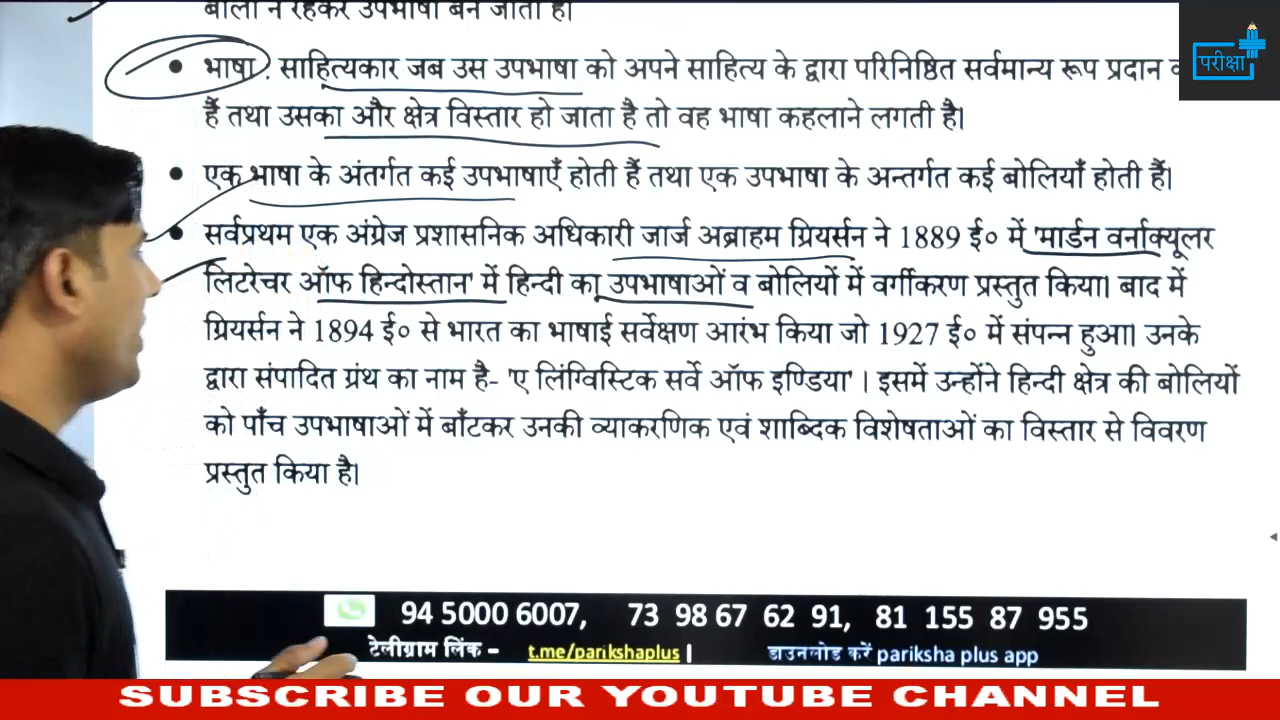 बोली न रहकर उपभाषा बन जाती है।
परीक्षा
• भाषा : साहित्यकार जब उस उपभाषा को अपने साहित्य के द्वारा परिनिष्ठित सर्वमान्य रूप प्रदान
हैं तथा उसका और क्षेत्र विस्तार हो जाता है तो वह भाषा कहलाने लगती है।
• एक भाषा के अंतर्गत कई उपभाषाएँ होती हैं तथा एक उपभाषा के अन्तर्गत कई बोलियाँ होती हैं।
• सर्वप्रथम एक अंग्रेज प्रशासनिक अधिकारी जार्ज अब्राहम ग्रियर्सन ने 1889 ई० में 'मार्डन वर्नाक्यूलर
लिटरेचर ऑफ हिन्दोस्तान' में हिन्दी का उपभाषाओं व बोलियों में वर्गीकरण प्रस्तुत किया। बाद में
ग्रियर्सन ने 1894 ई० से भारत का भाषाई सर्वेक्षण आरंभ किया जो 1927 ई० में संपन्न हुआ। उनके
द्वारा संपादित ग्रंथ का नाम है- 'ए लिंग्विस्टिक सर्वे ऑफ इण्डिया' । इसमें उन्होंने हिन्दी क्षेत्र की बोलियों
को पाँच उपभाषाओं में बाँटकर उनकी व्याकरणिक एवं शाब्दिक विशेषताओं का विस्तार से विवरण
प्रस्तुत किया है।
94 5000 6007, 73 98 67 62 91, 81 155 87 955
टेलीग्राम लिंक – t.me/parikshaplus | डाउनलोड करें pariksha plus app
SUBSCRIBE OUR YOUTUBE CHANNEL